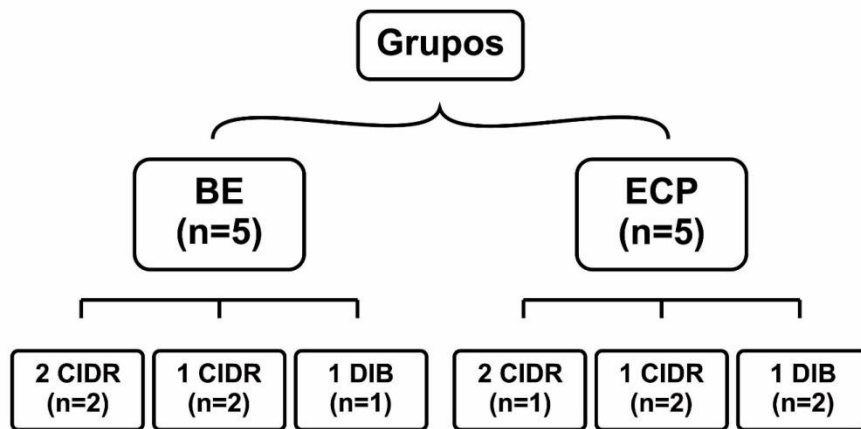 Grupos
BE
(n=5)
ECP
(n=5)
2 CIDR
(n=2)
1 CIDR
(n=2)
1 DIB
(n=1)
2 CIDR
(n=1)
1 CIDR
(n=2)
1 DIB
(n=2)